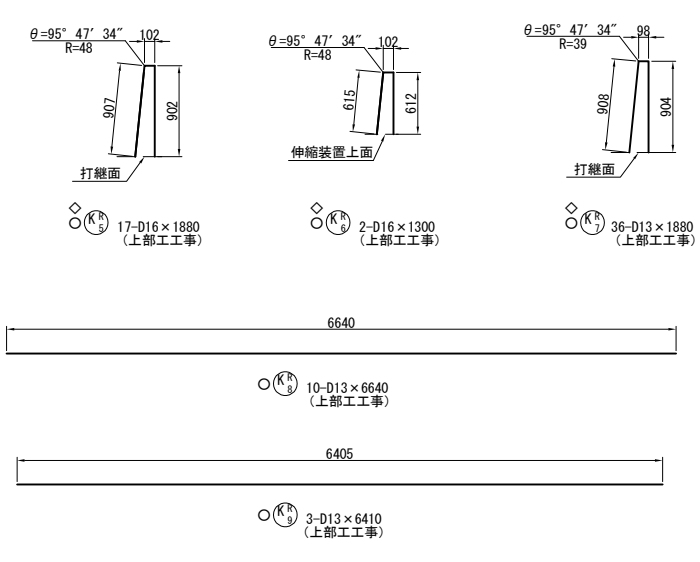 θ=95° 47′ 34″
R=48
102
907
902
打継面
◇
○ K R 5 17-D16×1880
(上部工工事)
θ=95° 47′ 34″
R=48
102
615
612
伸縮装置上面
◇
○ K R 6 2-D16×1300
(上部工工事)
θ=95° 47′ 34″
R=39
98
908
904
打継面
◇
○ K R 7 36-D13×1880
(上部工工事)
6640
○ K R 8 10-D13×6640
(上部工工事)
6405
○ K R 9 3-D13×6410
(上部工工事)